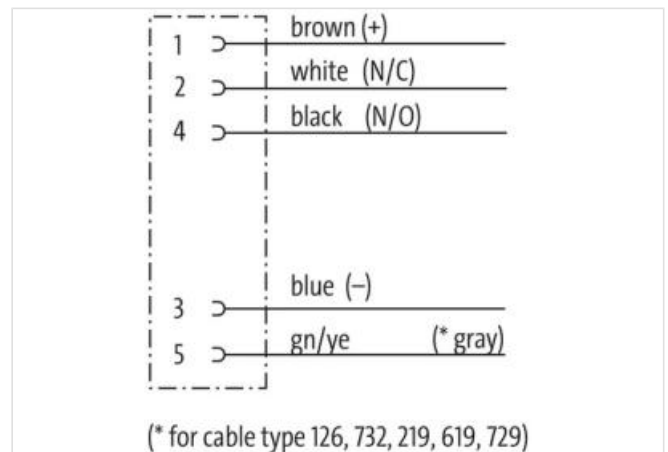 1 brown (+)
2 white (N/C)
4 black (N/O)
3 blue (–)
5 gn/ye (* gray)
(* for cable type 126, 732, 219, 619, 729)